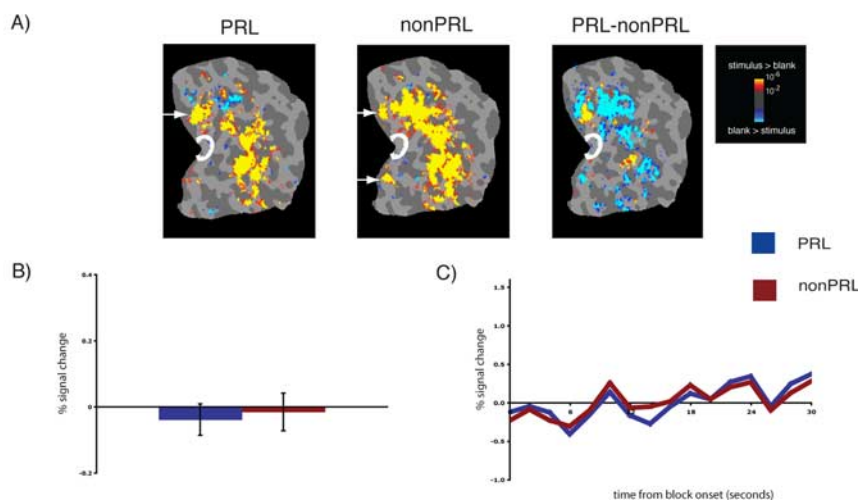 A)
PRL
nonPRL
PRL-nonPRL
stimulus > blank
10-6
10-2
blank > stimulus
PRL
nonPRL
B)
0.4
0.2
0
-0.2
% signal change
C)
1.5
1.0
0.5
0.0
-0.5
-1.0
% signal change
6
18
24
30
time from block onset (seconds)